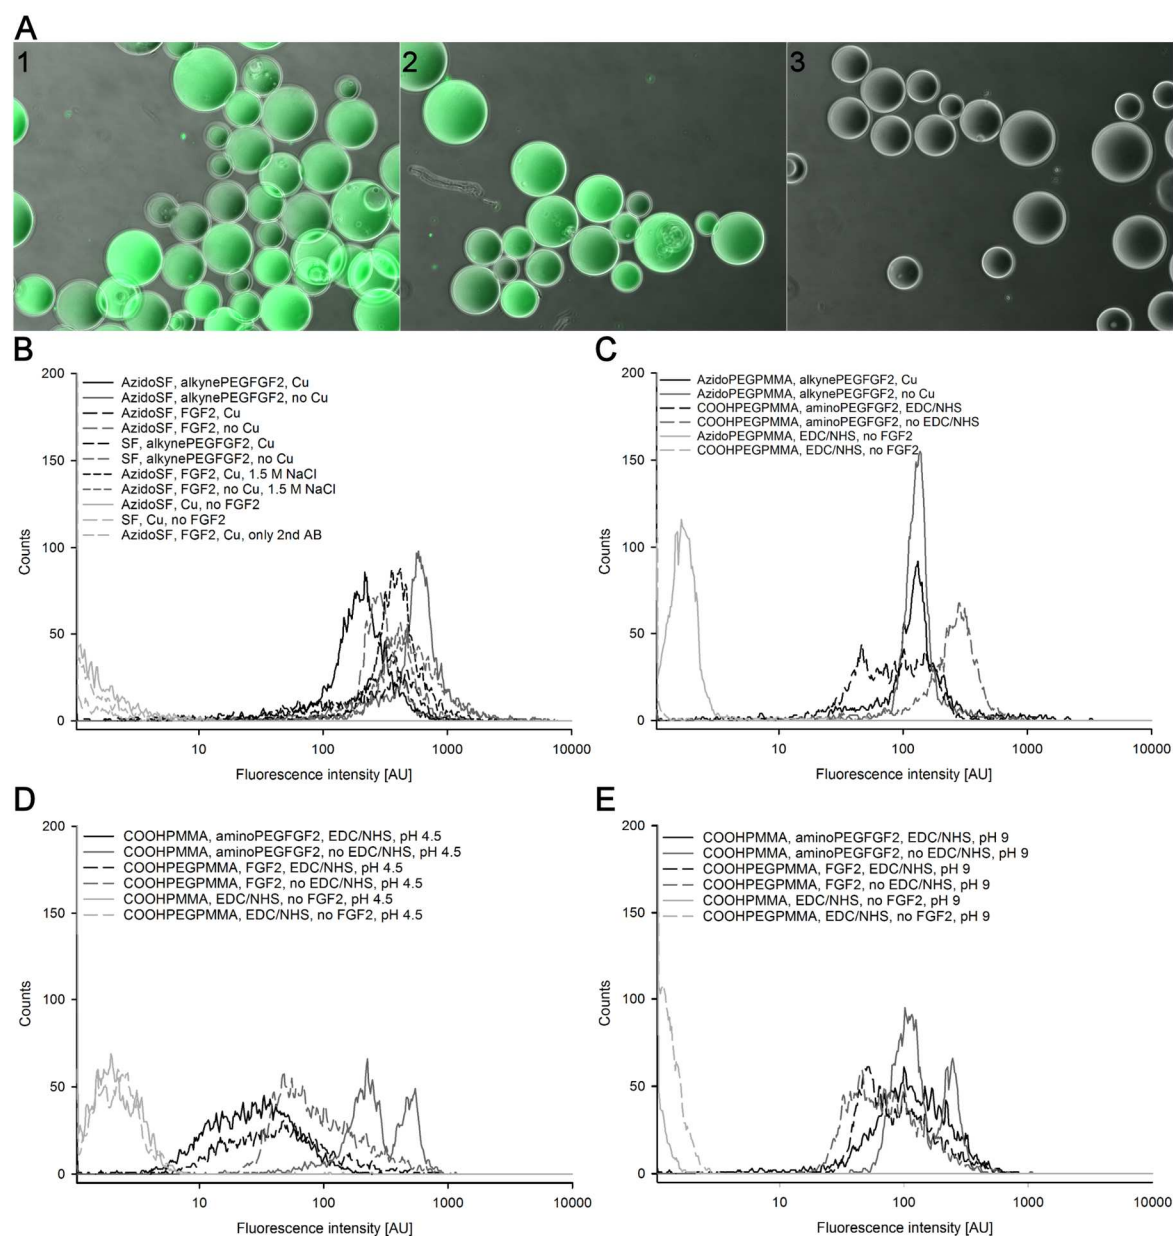 A
1
2
3
B
200
150
100
50
0
Counts
AzidoSF, alkynePEGFGF2, Cu
AzidoSF, alkynePEGFGF2, no Cu
AzidoSF, FGF2, Cu
AzidoSF, FGF2, no Cu
SF, alkynePEGFGF2, Cu
SF, alkynePEGFGF2, no Cu
AzidoSF, FGF2, Cu, 1.5 M NaCl
AzidoSF, FGF2, no Cu, 1.5 M NaCl
AzidoSF, Cu, no FGF2
SF, Cu, no FGF2
AzidoSF, FGF2, Cu, only 2nd AB
10 100 1000 10000
Fluorescence intensity [AU]
C
200
150
100
50
0
Counts
AzidoPEGPMMA, alkynePEGFGF2, Cu
AzidoPEGPMMA, alkynePEGFGF2, no Cu
COOHPEGPMMA, aminoPEGFGF2, EDC/NHS
COOHPEGPMMA, aminoPEGFGF2, no EDC/NHS
AzidoPEGPMMA, EDC/NHS, no FGF2
COOHPEGPMMA, EDC/NHS, no FGF2
10 100 1000 10000
Fluorescence intensity [AU]
D
200
150
100
50
0
Counts
COOHPMMA, aminoPEGFGF2, EDC/NHS, pH 4.5
COOHPMMA, aminoPEGFGF2, no EDC/NHS, pH 4.5
COOHPEGPMMA, FGF2, EDC/NHS, pH 4.5
COOHPEGPMMA, FGF2, no EDC/NHS, pH 4.5
COOHPMMA, EDC/NHS, no FGF2, pH 4.5
COOHPEGPMMA, EDC/NHS, no FGF2, pH 4.5
10 100 1000 10000
Fluorescence intensity [AU]
E
200
150
100
50
0
Counts
COOHPMMA, aminoPEGFGF2, EDC/NHS, pH 9
COOHPMMA, aminoPEGFGF2, no EDC/NHS, pH 9
COOHPEGPMMA, FGF2, EDC/NHS, pH 9
COOHPEGPMMA, FGF2, no EDC/NHS, pH 9
COOHPMMA, EDC/NHS, no FGF2, pH 9
COOHPEGPMMA, EDC/NHS, no FGF2, pH 9
10 100 1000 10000
Fluorescence intensity [AU]